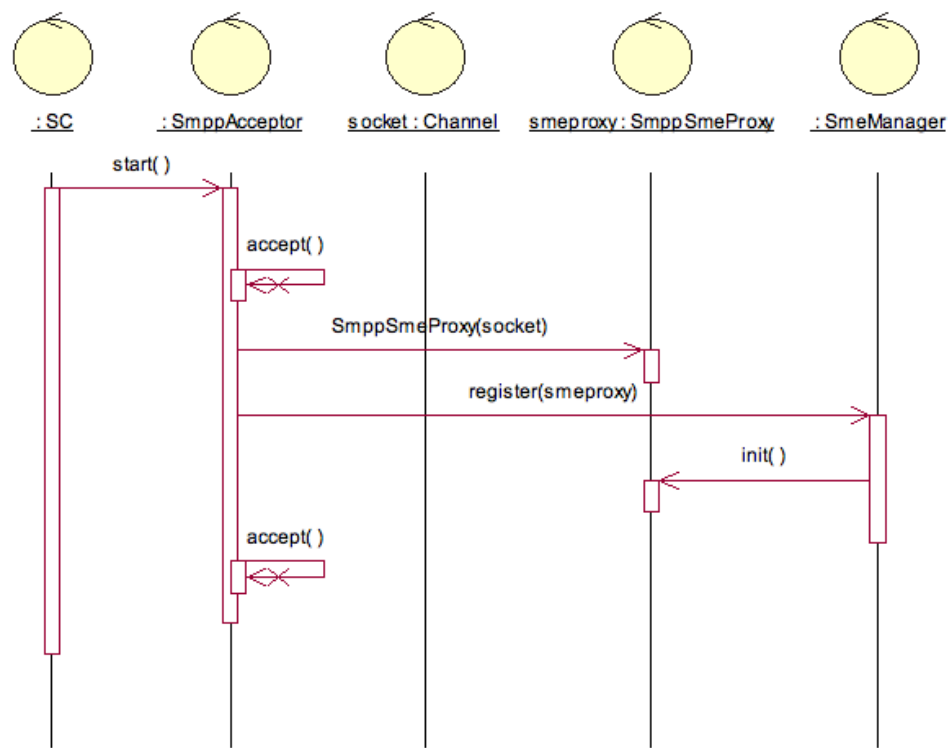 : SC
: SmppAcceptor
socket : Channel
smeproxy : SmppSmeProxy
: SmeManager
start( )
accept( )
SmppSmeProxy(socket)
register(smeproxy)
init( )
accept( )